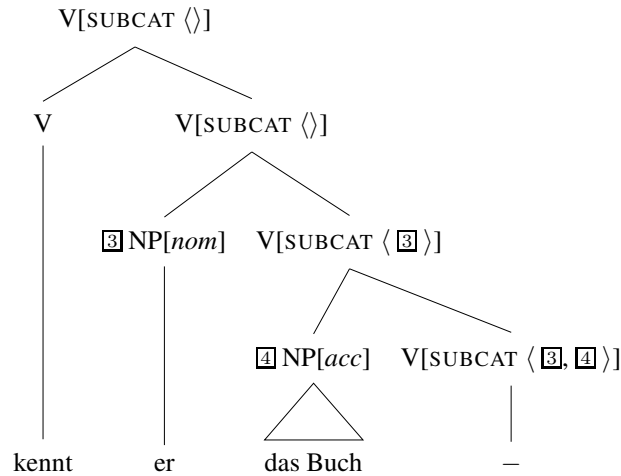 V[SUBCAT ⟨⟩]
V V[SUBCAT ⟨⟩]
3 NP[nom] V[SUBCAT ⟨ 3 ⟩]
4 NP[acc] V[SUBCAT ⟨ 3, 4 ⟩]
kennt er das Buch –